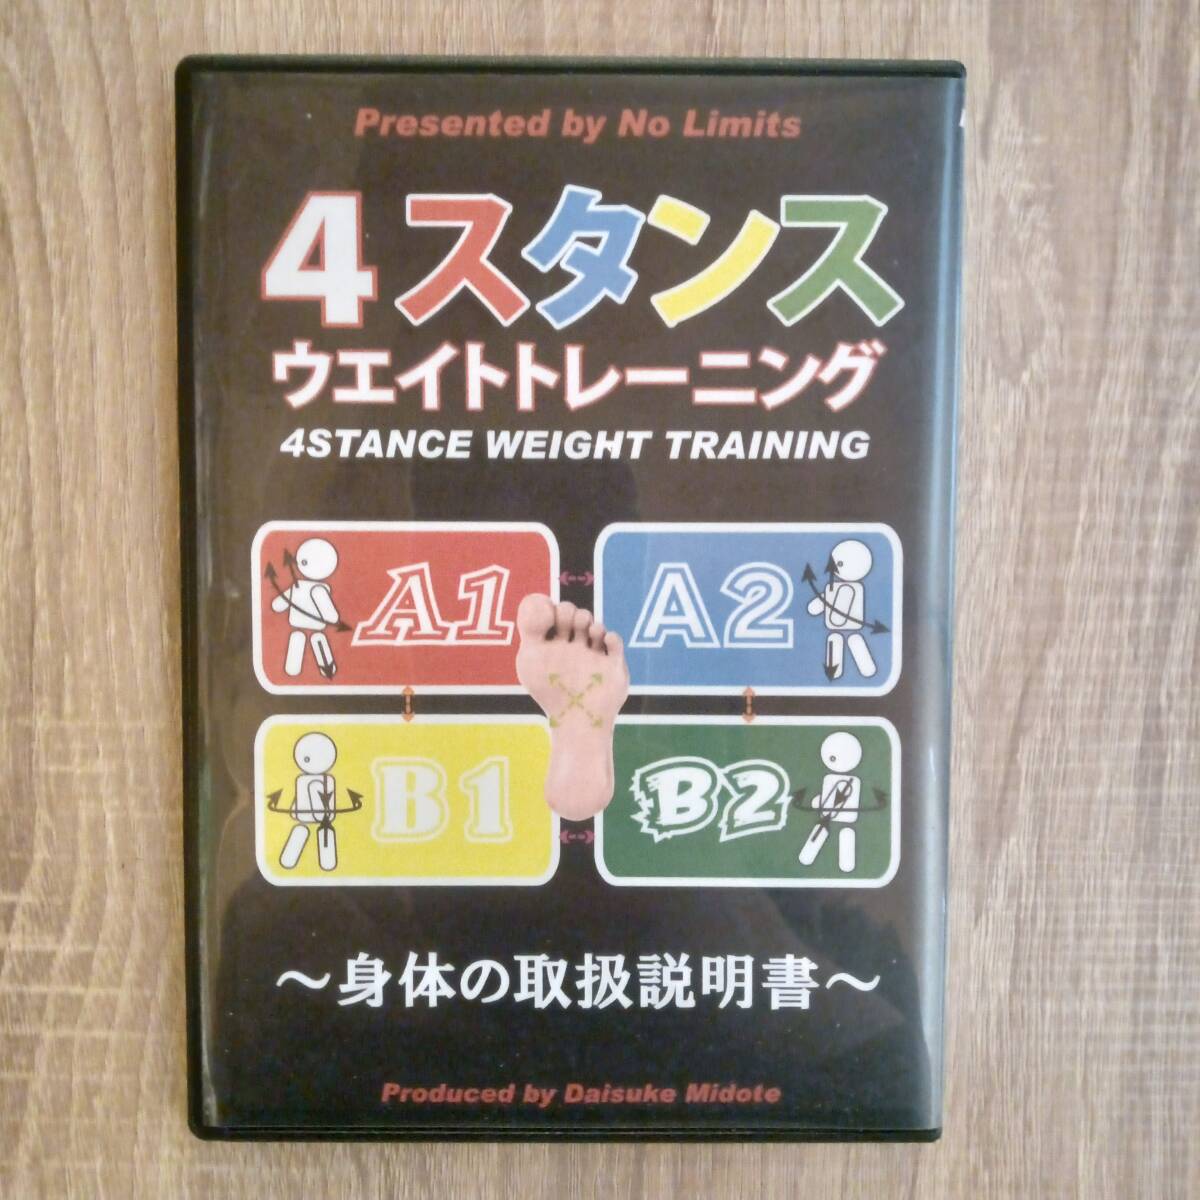 Presented by No Limits
4スタンス
ウエイトトレーニング
4STANCE WEIGHT TRAINING
A1
A2
B1
B2
～身体の取扱説明書～
Produced by Daisuke Midote